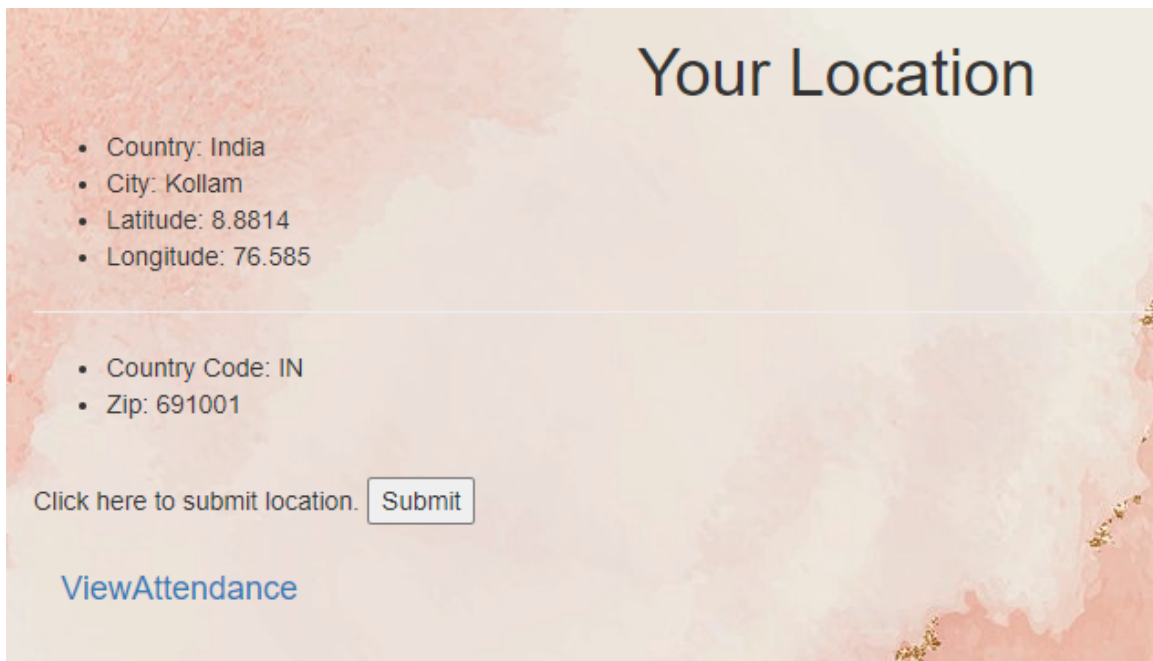 Your Location
Country: India
City: Kollam
Latitude: 8.8814
Longitude: 76.585
Country Code: IN
Zip: 691001
Click here to submit location. Submit
ViewAttendance